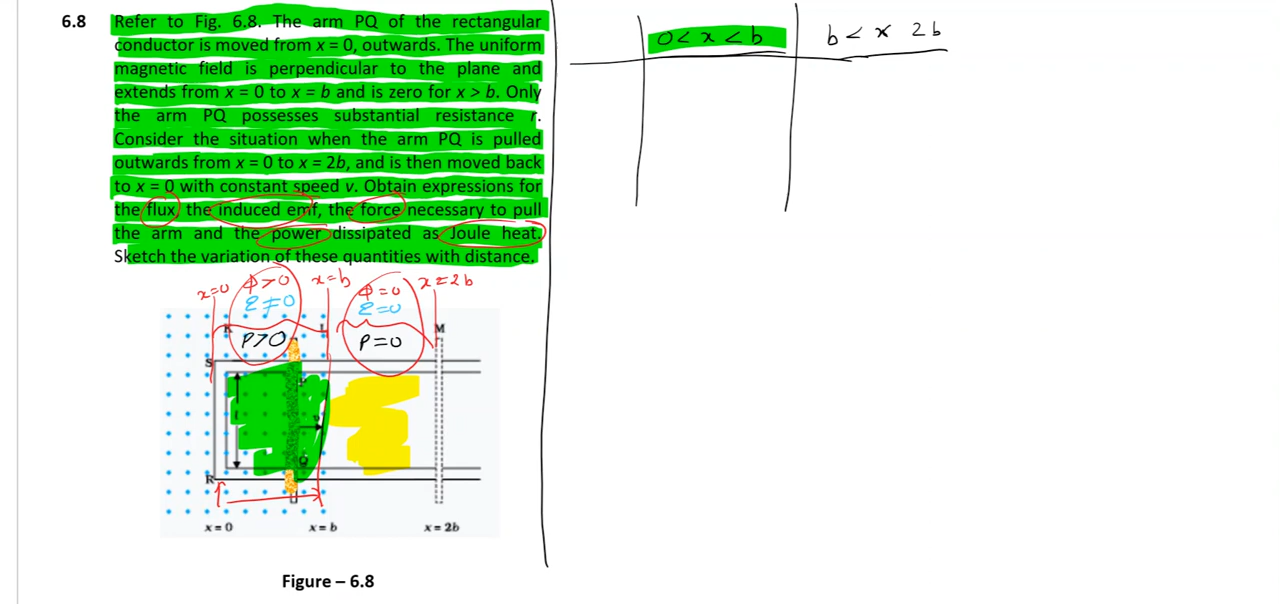 6.8 Refer to Fig. 6.8. The arm PQ of the rectangular
conductor is moved from x = 0, outwards. The uniform
magnetic field is perpendicular to the plane and
extends from x = 0 to x = b and is zero for x > b. Only
the arm PQ possesses substantial resistance r.
Consider the situation when the arm PQ is pulled
outwards from x = 0 to x = 2b, and is then moved back
to x = 0 with constant speed v. Obtain expressions for
the flux, the induced emf, the force necessary to pull
the arm and the power dissipated as Joule heat.
Sketch the variation of these quantities with distance.
0 < x < b
b < x 2b
x=0
Φ>0
ε≠0
P>0
x=b
Φ=0
ε=0
P=0
x=2b
K
L
M
S
P
l
v
Q
R
x = 0
x = b
x = 2b
Figure – 6.8